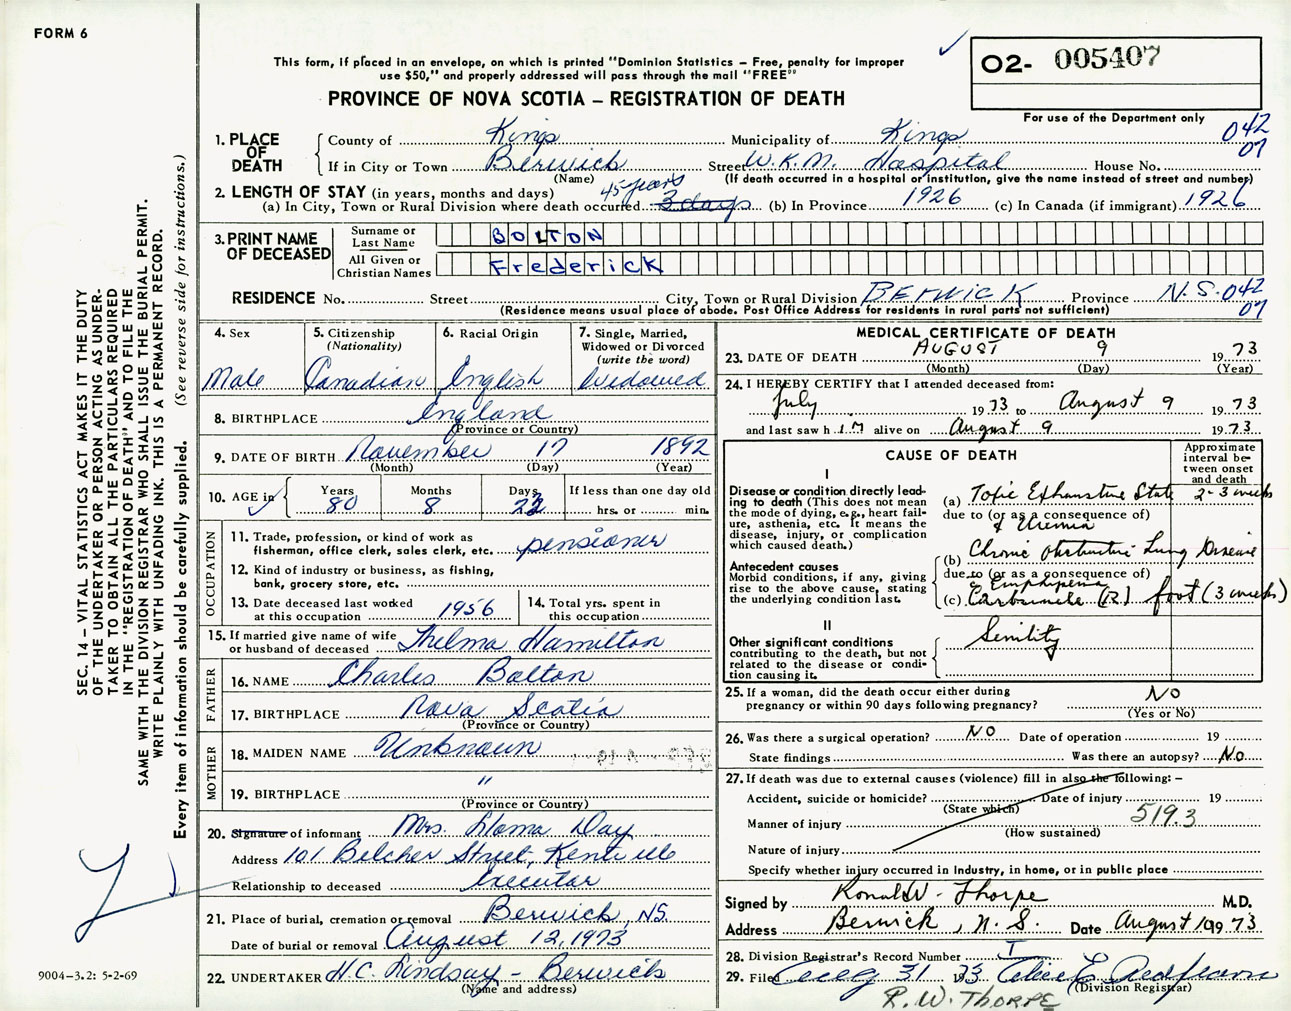 FORM 6
This form, if placed in an envelope, on which is printed "Dominion Statistics – Free, penalty for improper
use $50," and properly addressed will pass through the mail "FREE"
PROVINCE OF NOVA SCOTIA – REGISTRATION OF DEATH
02- 005407
For use of the Department only
042
07
1. PLACE OF DEATH
County of Kings Municipality of Kings
If in City or Town Berwick Street W.K.M. Hospital House No.
(Name) (If death occurred in a hospital or institution, give the name instead of street and number)
2. LENGTH OF STAY (in years, months and days) 45 years
(a) In City, Town or Rural Division where death occurred 3 days (b) In Province 1926 (c) In Canada (if immigrant) 1926
3. PRINT NAME OF DECEASED
Surname or Last Name BOLTON
All Given or Christian Names Frederick
RESIDENCE No. Street City, Town or Rural Division BERWICK Province N.S. 042
07
(Residence means usual place of abode. Post Office Address for residents in rural parts not sufficient)
4. Sex
Male
5. Citizenship
(Nationality)
Canadian
6. Racial Origin
English
7. Single, Married,
Widowed or Divorced
(write the word)
Widowed
8. BIRTHPLACE England
(Province or Country)
9. DATE OF BIRTH November 17 1892
(Month) (Day) (Year)
10. AGE in
Years 80
Months 8
Days
If less than one day old
hrs. or min.
OCCUPATION
11. Trade, profession, or kind of work as
fisherman, office clerk, sales clerk, etc. pensioner
12. Kind of industry or business, as fishing,
bank, grocery store, etc.
13. Date deceased last worked
at this occupation 1956
14. Total yrs. spent in
this occupation
15. If married give name of wife
or husband of deceased Thelma Hamilton
FATHER
16. NAME Charles Bolton
17. BIRTHPLACE Nova Scotia
(Province or Country)
MOTHER
18. MAIDEN NAME Unknown
19. BIRTHPLACE "
(Province or Country)
20. Signature of informant Mrs. Day
Address 101 Belcher Street, Kentville
Relationship to deceased Executor
21. Place of burial, cremation or removal Berwick, NS
Date of burial or removal August 12, 1973
22. UNDERTAKER H.C. Lindsay – Berwick
(Name and address)
MEDICAL CERTIFICATE OF DEATH
23. DATE OF DEATH AUGUST 9 1973
(Month) (Day) (Year)
24. I HEREBY CERTIFY that I attended deceased from:
July 1973 to August 9 1973
and last saw h im alive on August 9 1973
CAUSE OF DEATH
Approximate
interval be-
tween onset
and death
I
Disease or condition directly lead-
ing to death (This does not mean
the mode of dying, e.g., heart fail-
ure, asthenia, etc. It means the
disease, injury, or complication
which caused death.)
(a) Toxic Exhaustive State 2-3 weeks
due to (or as a consequence of)
& Uremia
Antecedent causes
Morbid conditions, if any, giving
rise to the above cause, stating
the underlying condition last.
(b) Chronic Obstructive Lung Disease
due to (or as a consequence of)
c Emphysema
(c) Carbuncle (R) foot (3 weeks)
II
Other significant conditions
contributing to the death, but not
related to the disease or condi-
tion causing it.
Senility
25. If a woman, did the death occur either during
pregnancy or within 90 days following pregnancy? No
(Yes or No)
26. Was there a surgical operation? No Date of operation 19
State findings Was there an autopsy? No
27. If death was due to external causes (violence) fill in also the following: –
Accident, suicide or homicide? Date of injury 19
(State which)
Manner of injury 519.3
(How sustained)
Nature of injury
Specify whether injury occurred in industry, in home, or in public place
Signed by Ronald W. Thorpe M.D.
Address Berwick, N.S. Date August 1973
28. Division Registrar's Record Number
29. Filed Aug 31 1973
(Division Registrar)
R.W. THORPE
SEC. 14 – VITAL STATISTICS ACT MAKES IT THE DUTY
OF THE UNDERTAKER OR PERSON ACTING AS UNDER-
TAKER TO OBTAIN ALL THE PARTICULARS REQUIRED
IN THE "REGISTRATION OF DEATH" AND TO FILE THE
SAME WITH THE DIVISION REGISTRAR WHO SHALL ISSUE THE BURIAL PERMIT.
WRITE PLAINLY WITH UNFADING INK. THIS IS A PERMANENT RECORD.
Every item of information should be carefully supplied. (See reverse side for instructions.)
9004-3.2: 5-2-69